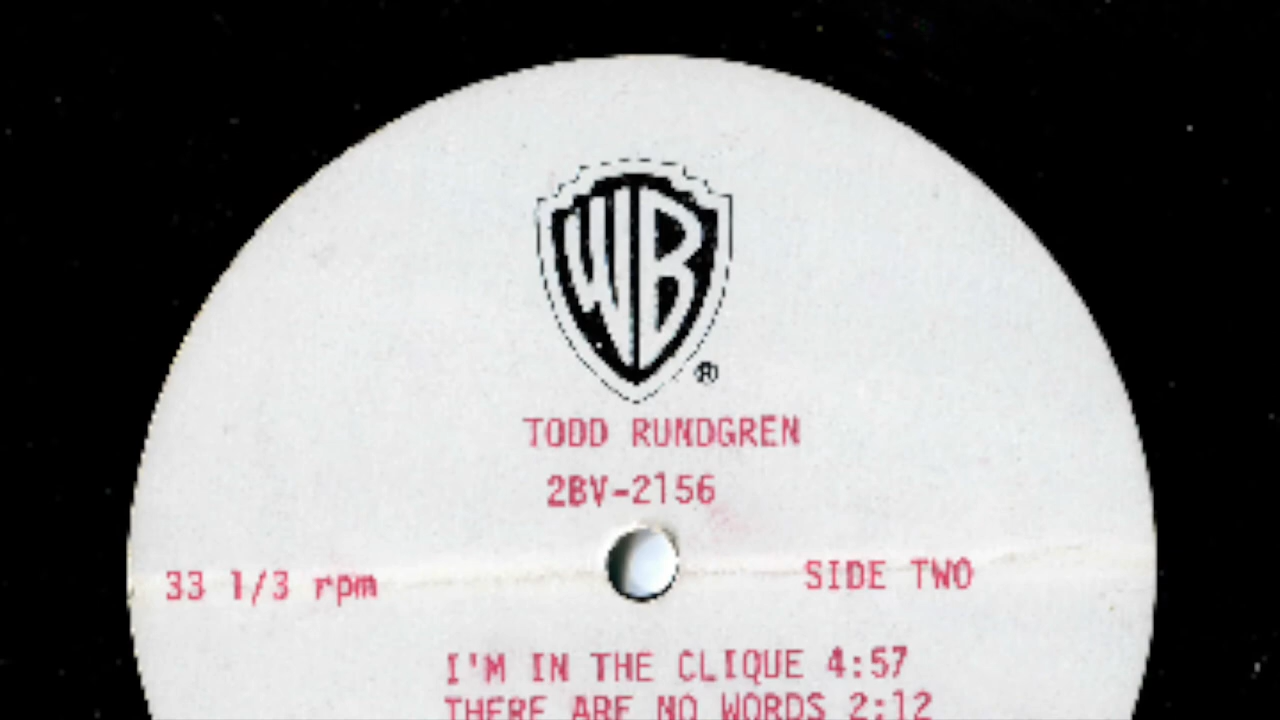 WB
®
TODD RUNDGREN
2BV-2156
33 1/3 rpm
SIDE TWO
I'M IN THE CLIQUE 4:57
THERE ARE NO WORDS 2:12